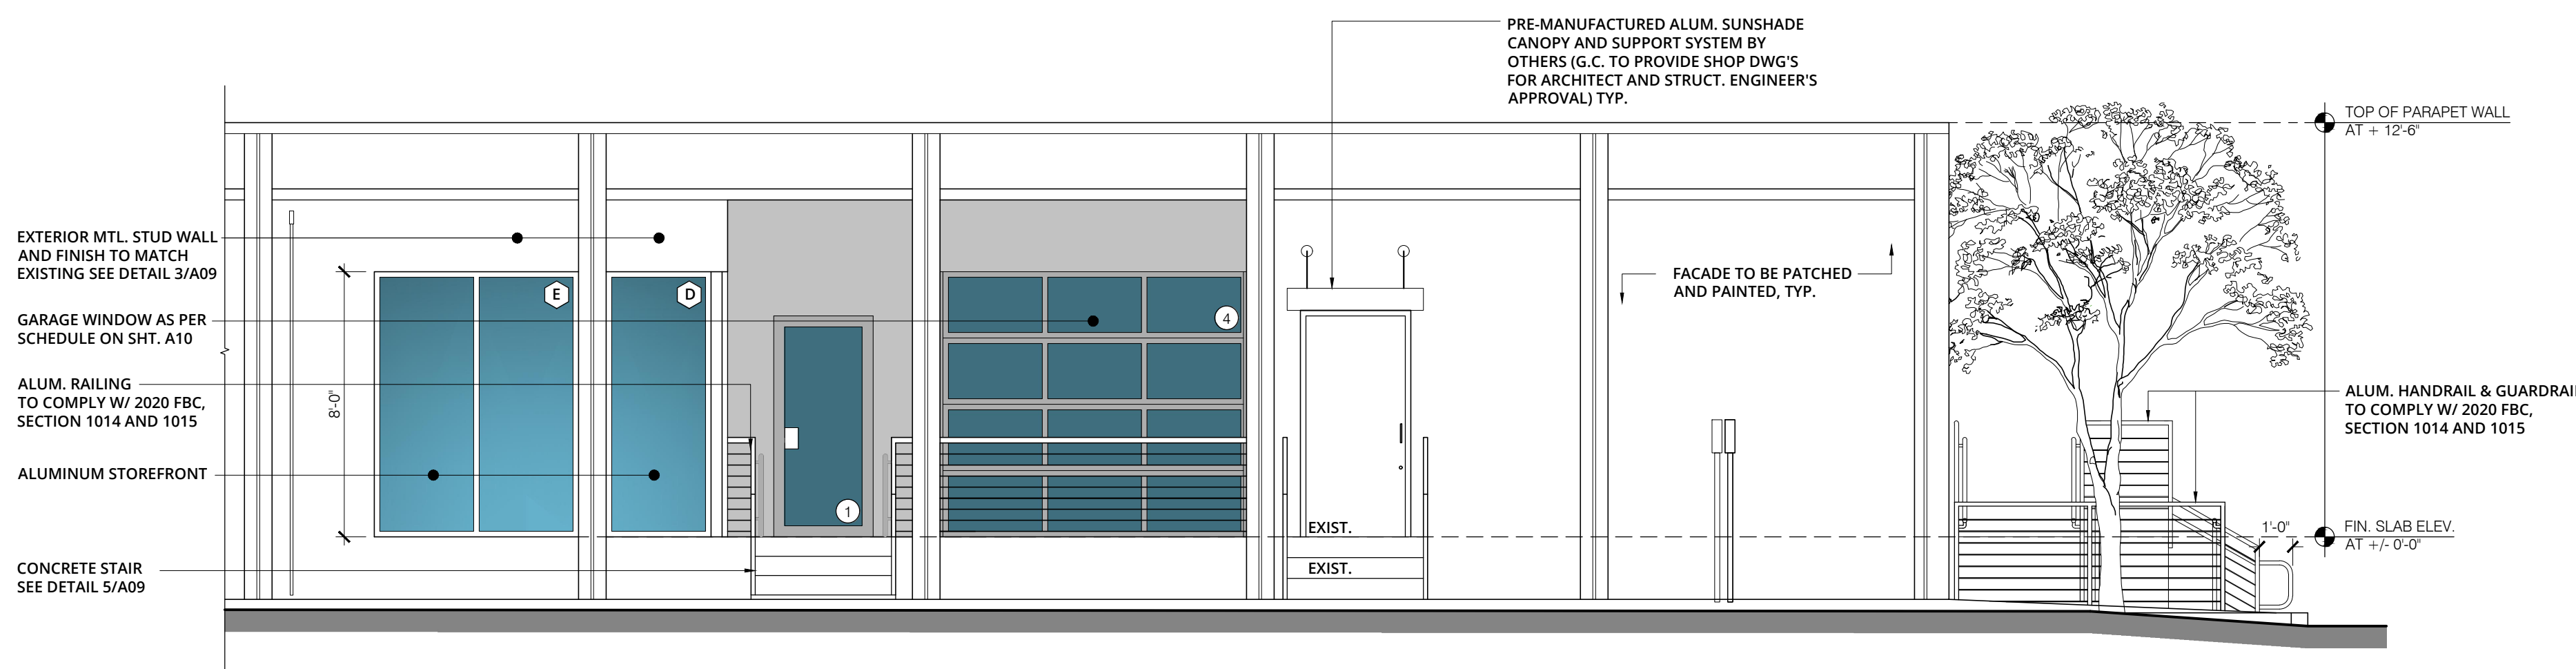 PRE-MANUFACTURED ALUM. SUNSHADE
CANOPY AND SUPPORT SYSTEM BY
OTHERS (G.C. TO PROVIDE SHOP DWG'S
FOR ARCHITECT AND STRUCT. ENGINEER'S
APPROVAL) TYP.
TOP OF PARAPET WALL
AT + 12'-6"
EXTERIOR MTL. STUD WALL
AND FINISH TO MATCH
EXISTING SEE DETAIL 3/A09
GARAGE WINDOW AS PER
SCHEDULE ON SHT. A10
ALUM. RAILING
TO COMPLY W/ 2020 FBC,
SECTION 1014 AND 1015
ALUMINUM STOREFRONT
CONCRETE STAIR
SEE DETAIL 5/A09
8'-0"
E
D
1
4
EXIST.
EXIST.
FACADE TO BE PATCHED
AND PAINTED, TYP.
ALUM. HANDRAIL & GUARDRAI
TO COMPLY W/ 2020 FBC,
SECTION 1014 AND 1015
1'-0"
FIN. SLAB ELEV.
AT +/- 0'-0"